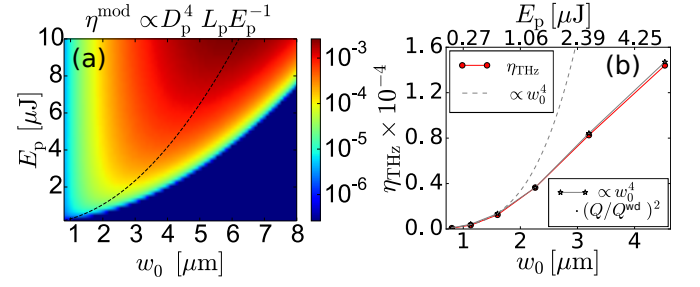 η^mod ∝ D_p^4 L_p E_p^-1
(a)
E_p [μJ]
10
8
6
4
2
1 2 3 4 5 6 7 8
w_0 [μm]
10^-3
10^-4
10^-5
10^-6
E_p [μJ]
0.27 1.06 2.39 4.25
(b)
η_THz
∝ w_0^4
η_THz × 10^-4
1.6
1.2
0.8
0.4
0.0
∝ w_0^4
· (Q/Q^wd)^2
1 2 3 4
w_0 [μm]